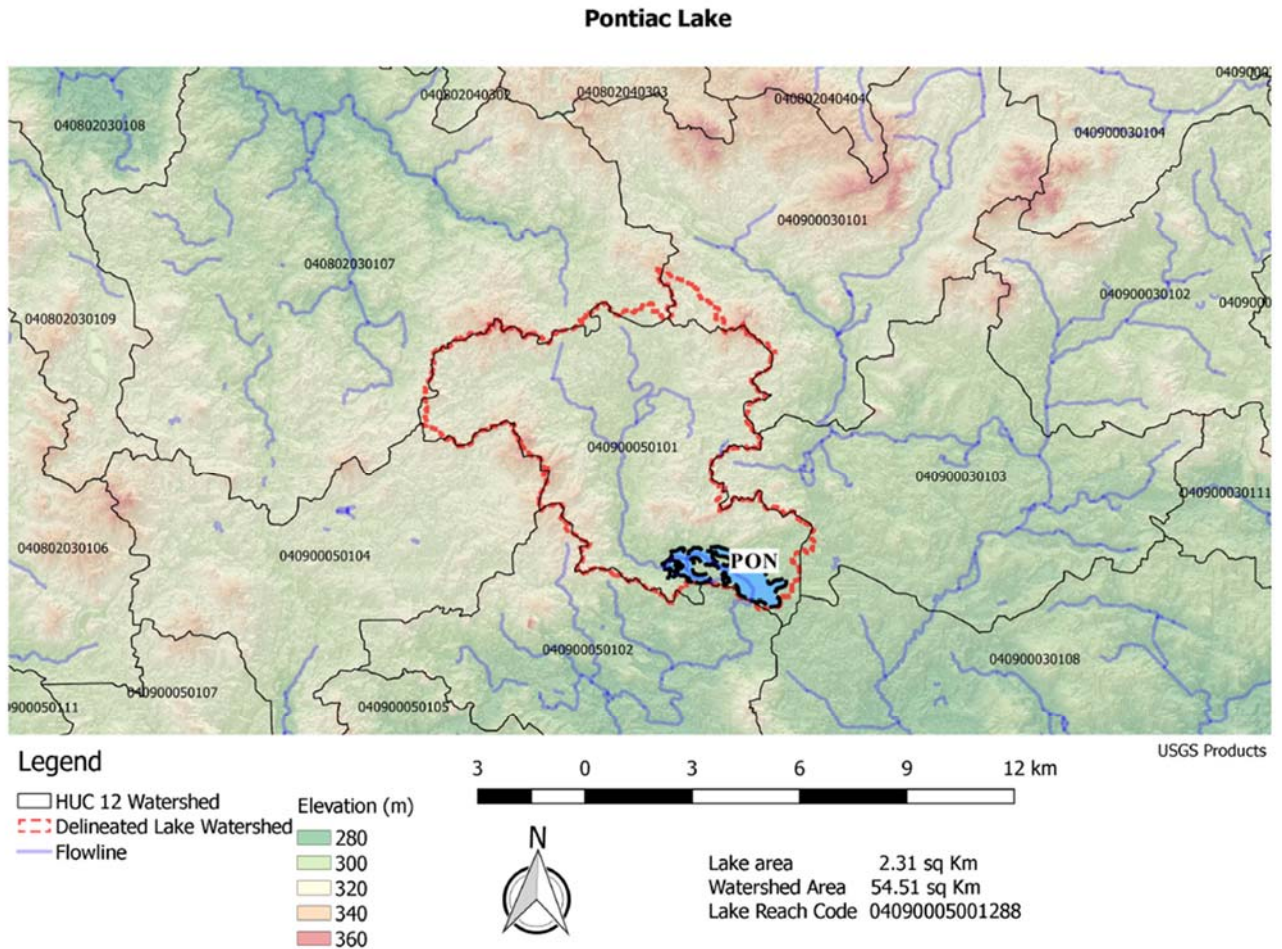 Pontiac Lake
040802030108
040802040302
040802040303
040802040404
040900030104
040900030101
040802030107
040900030102
040802030109
040900050101
040900030103
040900030111
040802030106
040900050104
PON
040900050102
040900030108
040900050107
040900050105
Legend
HUC 12 Watershed
Delineated Lake Watershed
Flowline
Elevation (m)
280
300
320
340
360
3 0 3 6 9 12 km
N
USGS Products
Lake area 2.31 sq Km
Watershed Area 54.51 sq Km
Lake Reach Code 04090005001288